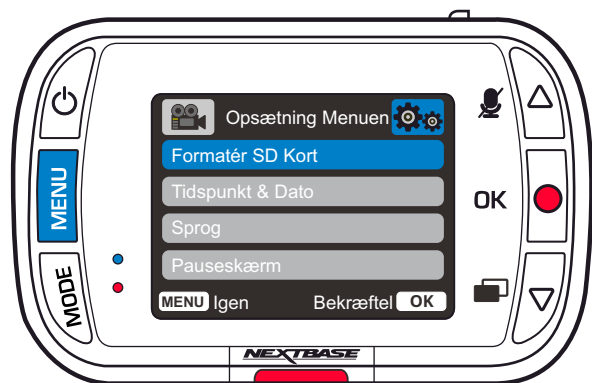 Opsætning Menuen
Formatér SD Kort
Tidspunkt & Dato
Sprog
Pauseskærm
MENU Igen Bekræftel OK
MENU
MODE
OK
NEXTBASE